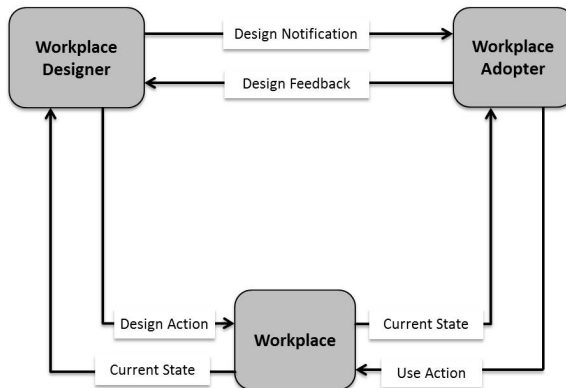 Workplace
Designer
Design Notification
Workplace
Adopter
Design Feedback
Design Action
Workplace
Current State
Current State
Use Action